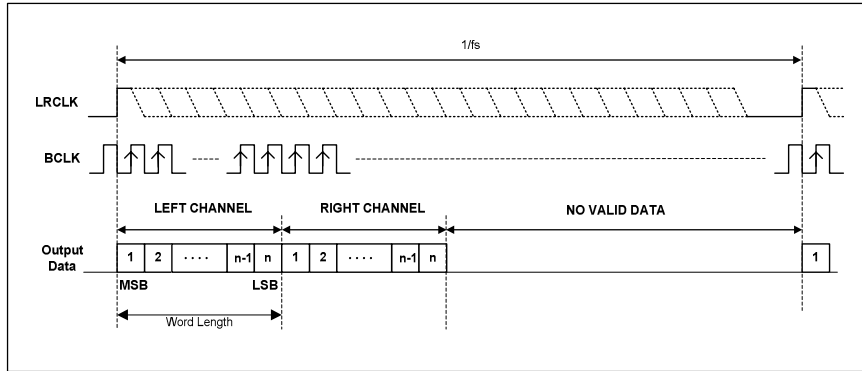 1/fs
LRCLK
BCLK
LEFT CHANNEL
RIGHT CHANNEL
NO VALID DATA
Output
Data
1 2 · · · · n-1 n 1 2 · · · · n-1 n 1
MSB
LSB
Word Length